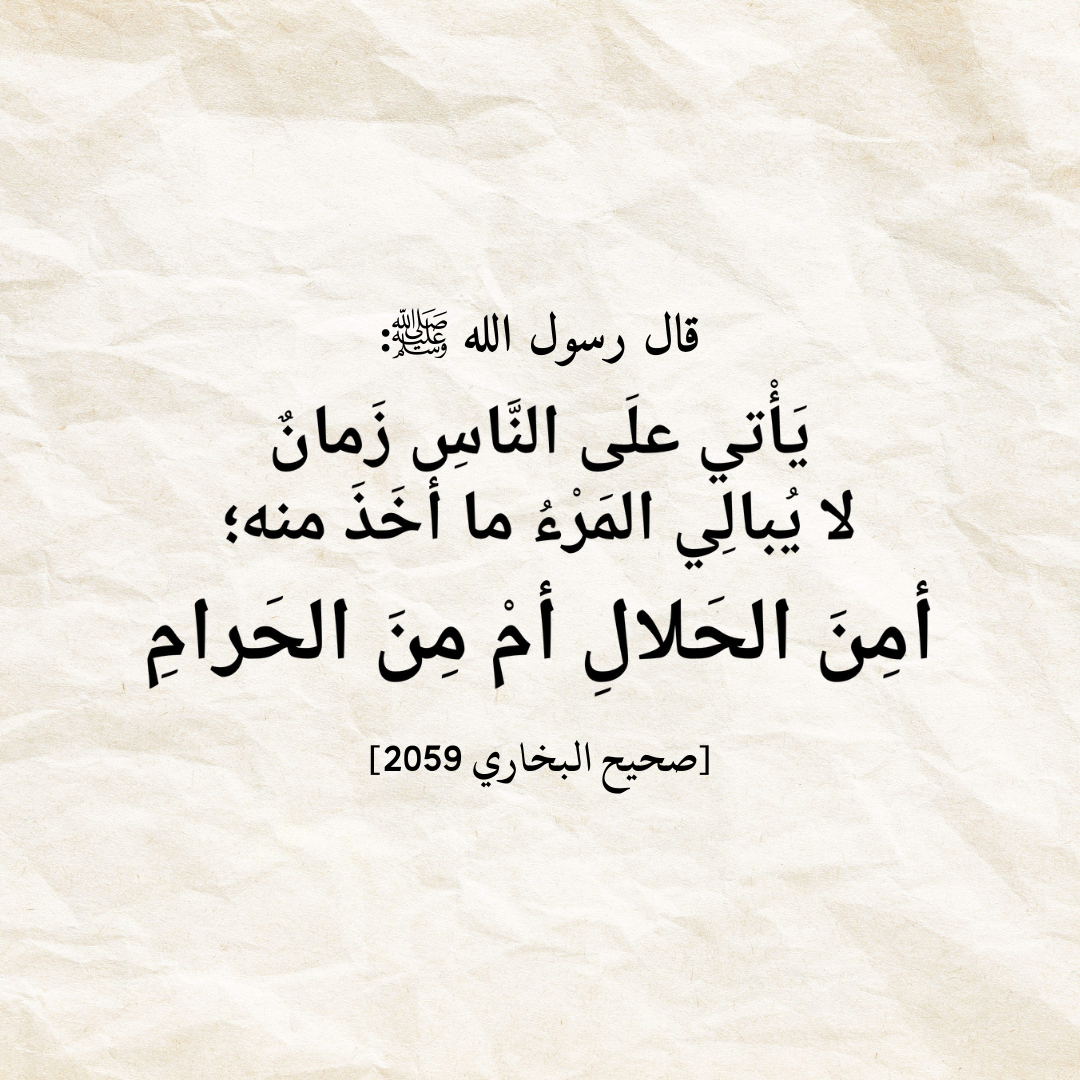 قال رسول الله ﷺ:
يَأْتي علَى النَّاسِ زَمانٌ
لا يُبالِي المَرْءُ ما أخَذَ منه؛
أمِنَ الحَلالِ أمْ مِنَ الحَرامِ
[صحيح البخاري 2059]